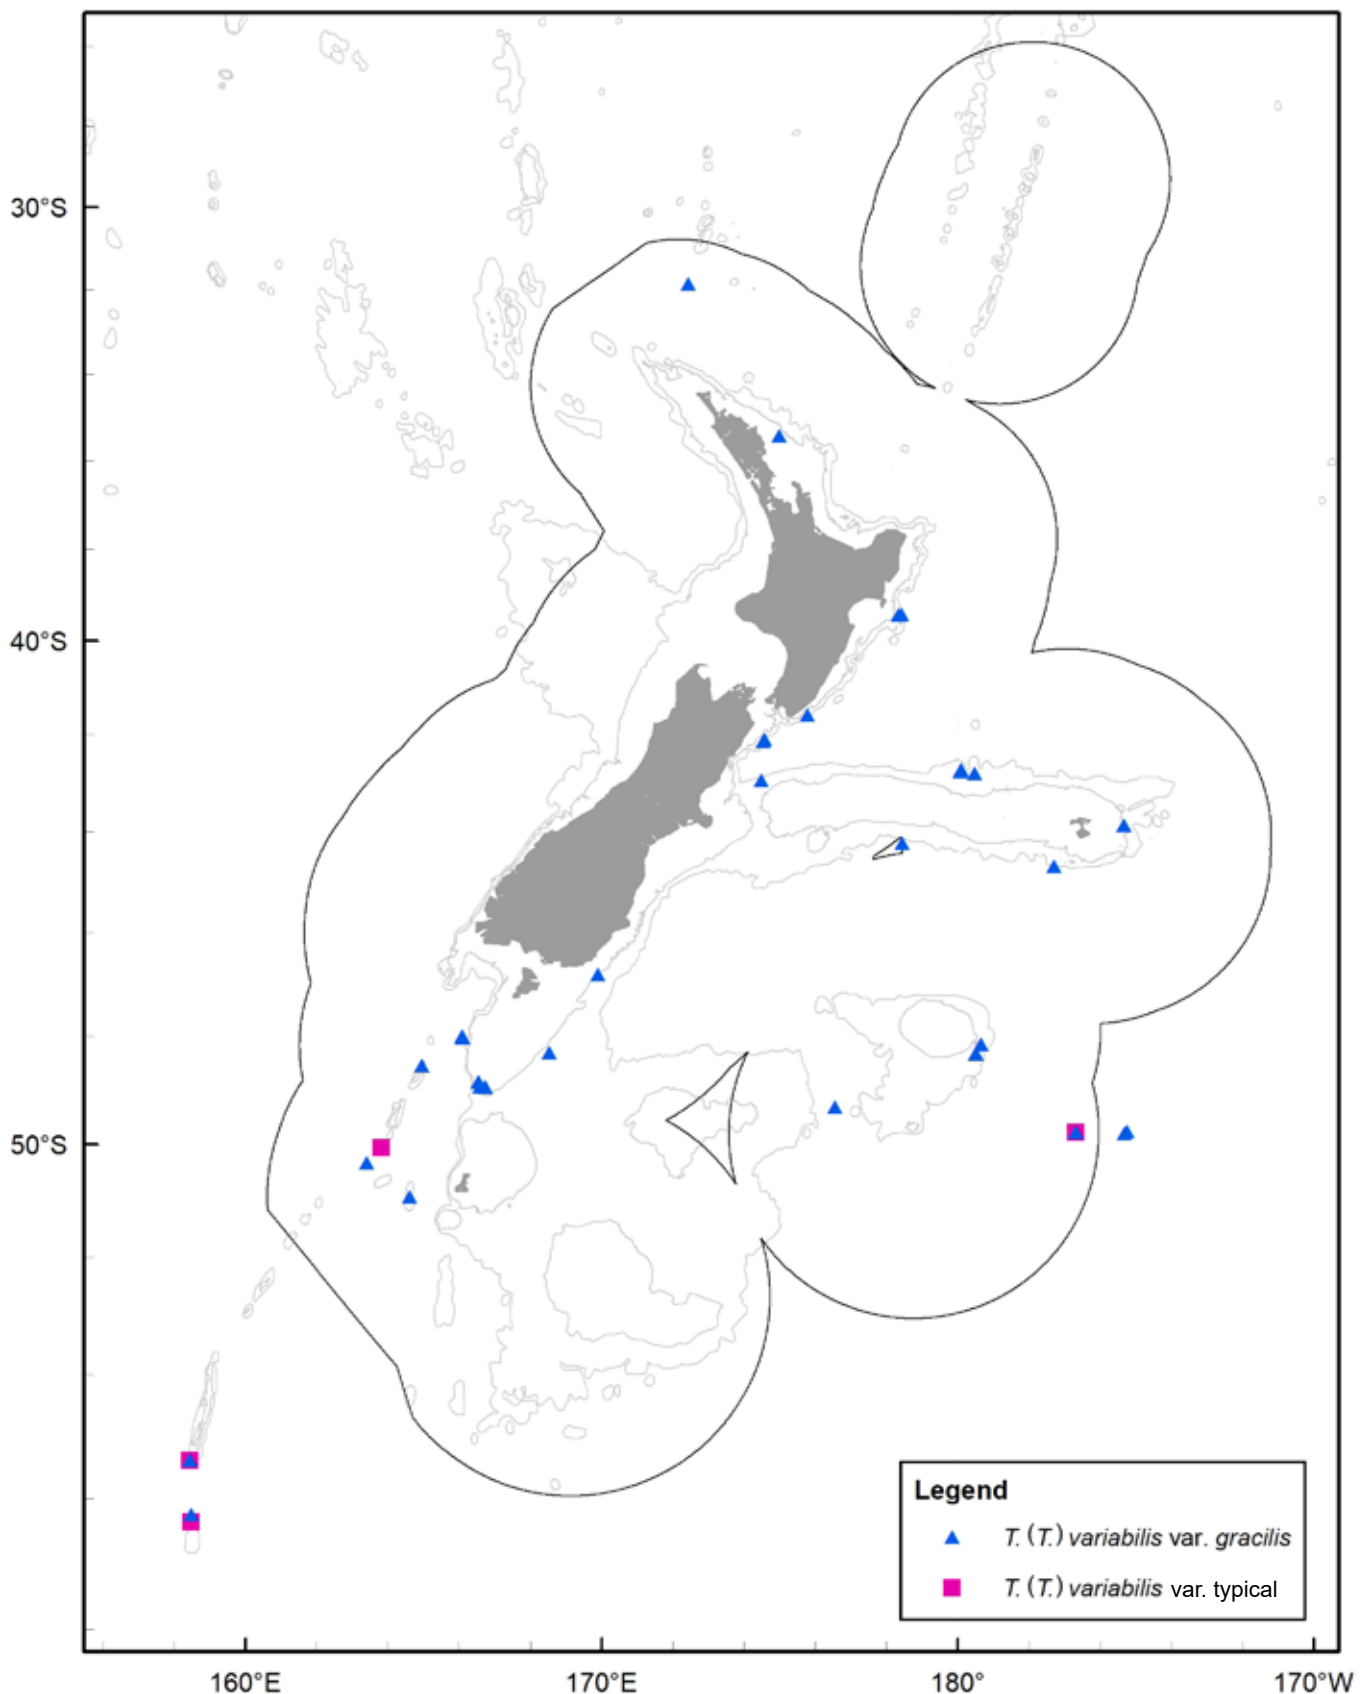 30°S
40°S
50°S
Legend
T. (T.) variabilis var. gracilis
T. (T.) variabilis var. typical
160°E 170°E 180° 170°W